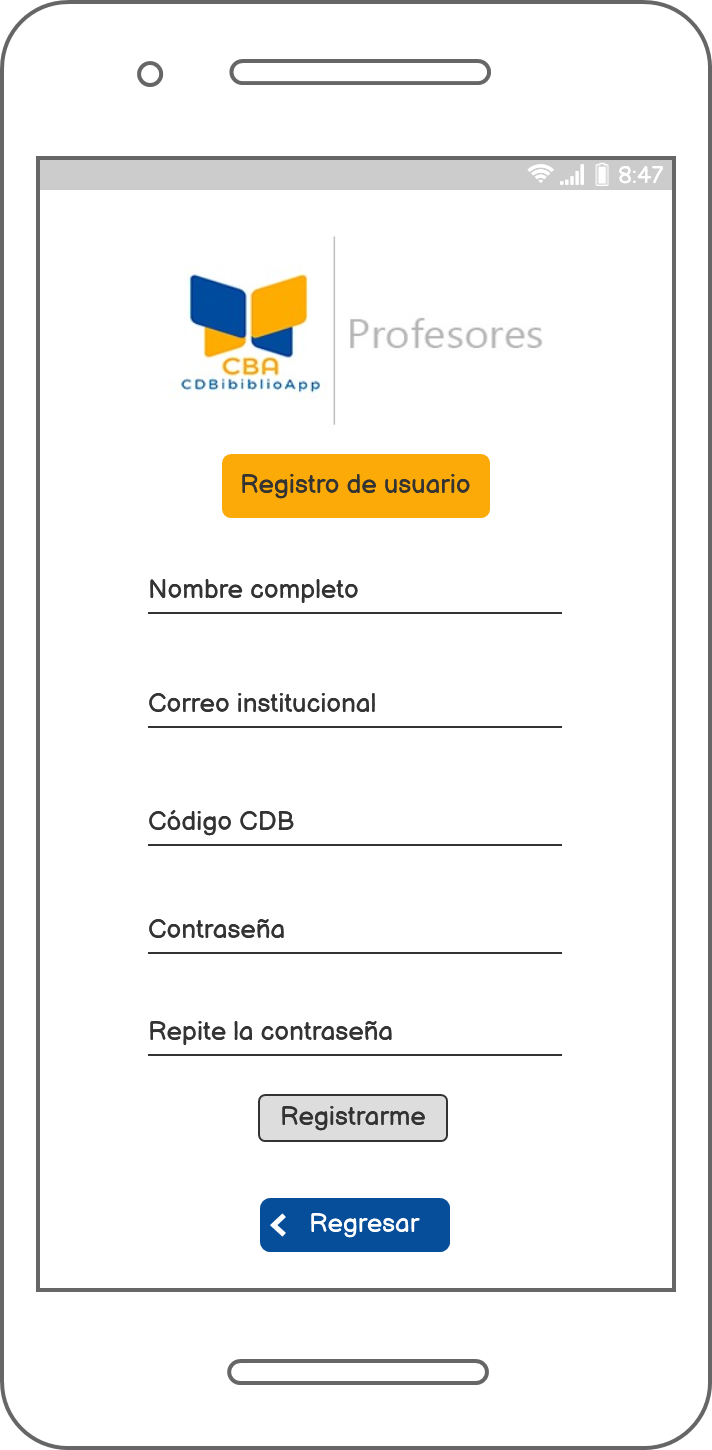 8:47
Profesores
CBA
CDBibiblioApp
Registro de usuario
Nombre completo
Correo institucional
Código CDB
Contraseña
Repite la contraseña
Registrarme
Regresar